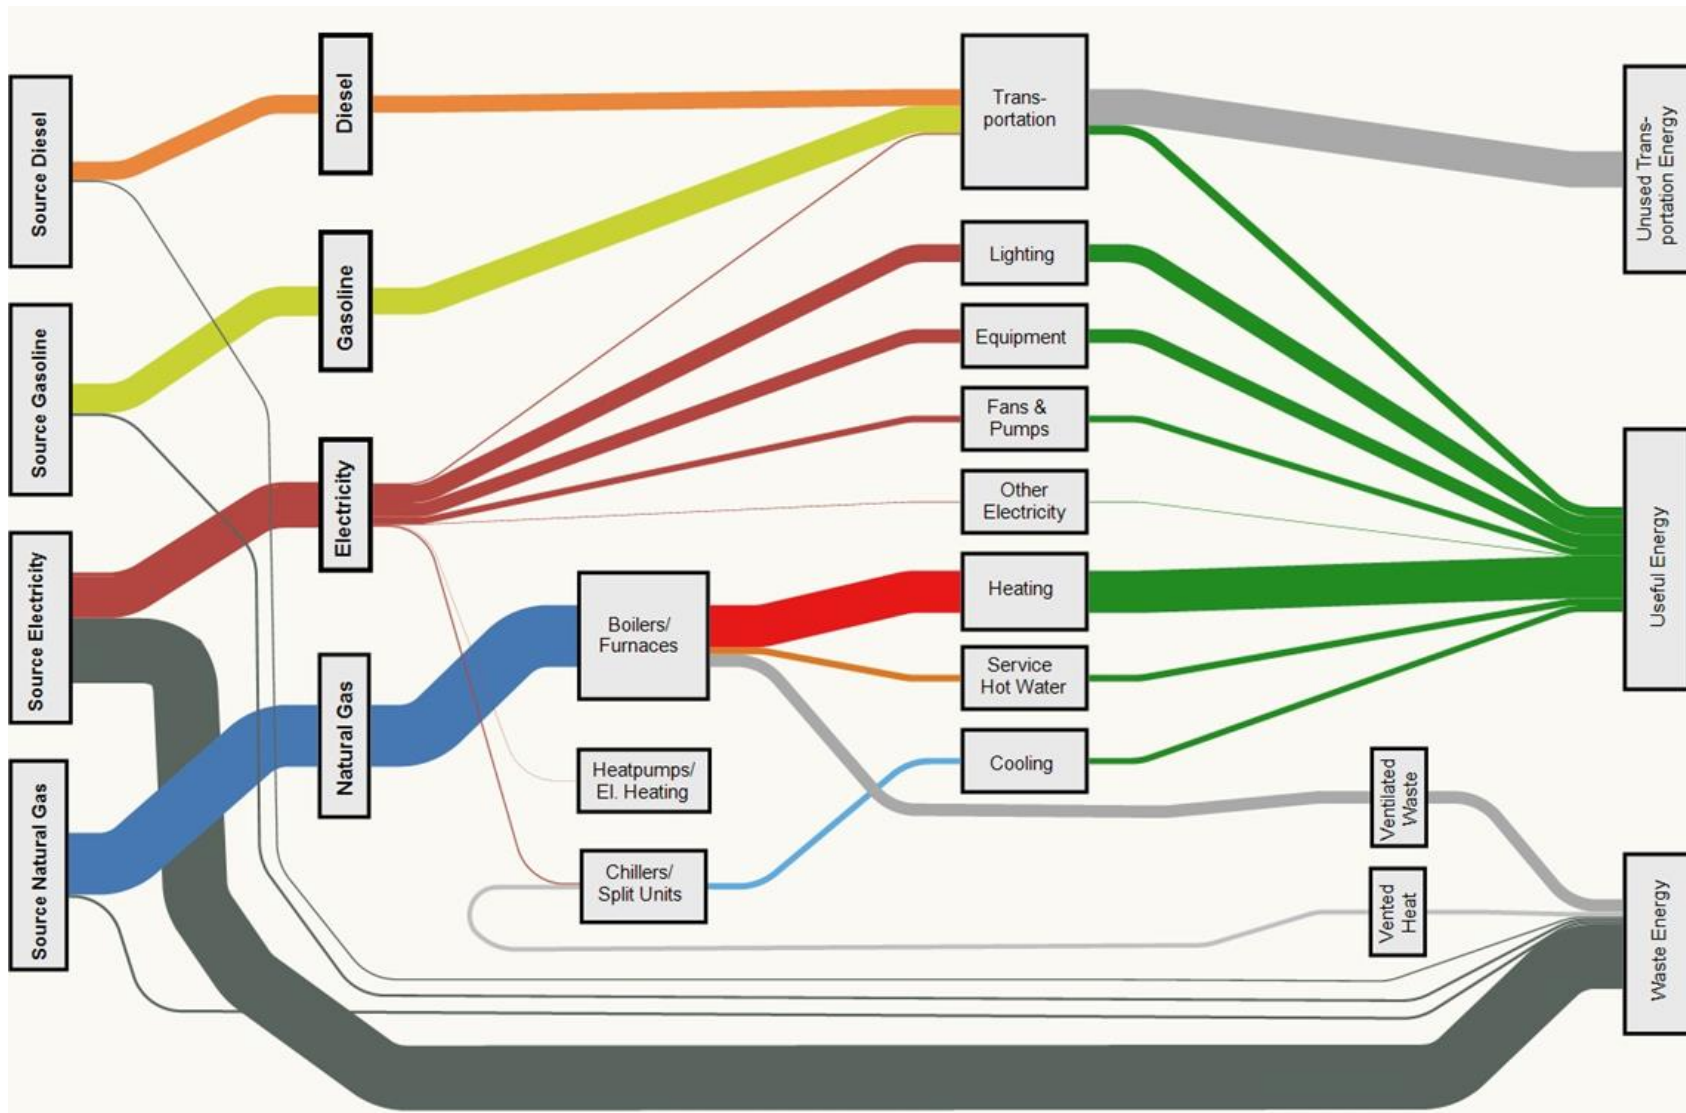 Source Diesel
Source Gasoline
Source Electricity
Source Natural Gas
Diesel
Gasoline
Electricity
Natural Gas
Boilers/
Furnaces
Heatpumps/
El. Heating
Chillers/
Split Units
Trans-
portation
Lighting
Equipment
Fans &
Pumps
Other
Electricity
Heating
Service
Hot Water
Cooling
Ventilated
Waste
Vented
Heat
Unused Trans-
portation Energy
Useful Energy
Waste Energy